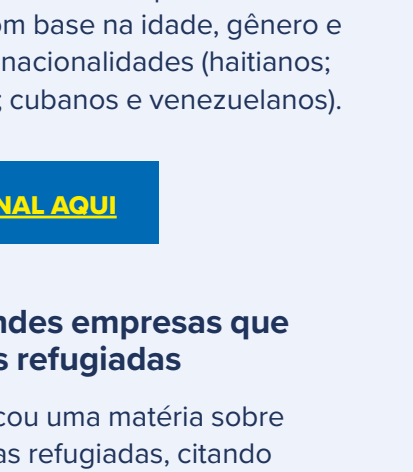 om base na idade, gênero e
nacionalidades (haitianos;
; cubanos e venezuelanos).
NAL AQUI
ndes empresas que
s refugiadas
cou uma matéria sobre
as refugiadas, citando